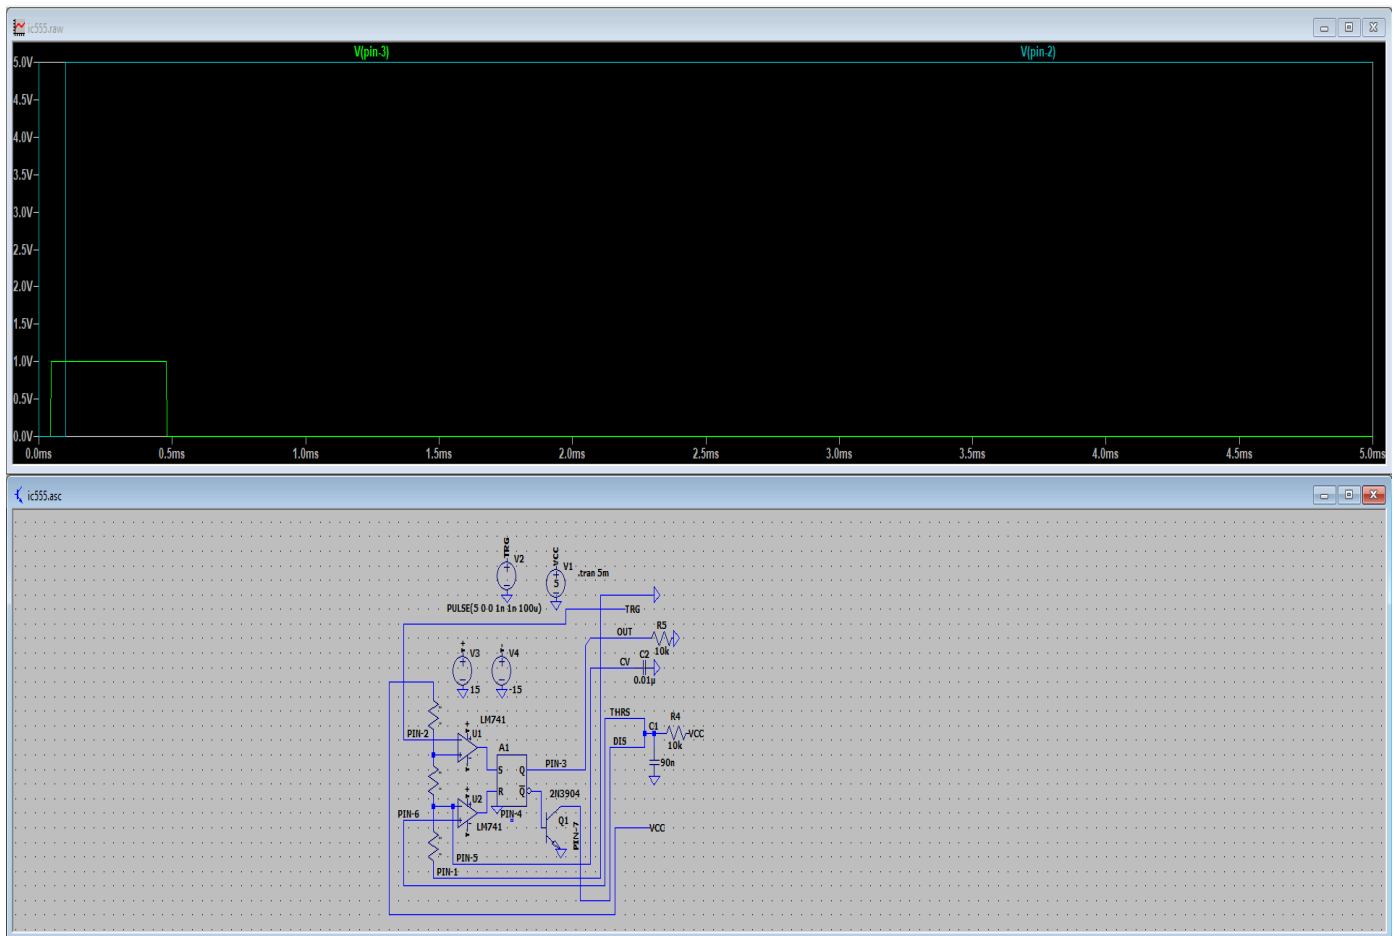 ic555.raw
V(pin-3) V(pin-2)
5.0V
4.5V
4.0V
3.5V
3.0V
2.5V
2.0V
1.5V
1.0V
0.5V
0.0V
0.0ms 0.5ms 1.0ms 1.5ms 2.0ms 2.5ms 3.0ms 3.5ms 4.0ms 4.5ms 5.0ms
ic555.asc
TRG VCC
V2 V1 .tran 5m
5
PULSE(5 0 0 1n 1n 100u)
TRG
OUT R5
10k
V3 V4 CV C2
15 -15 0.01µ
LM741 THRS C1 R4
PIN-2 U1 DIS VCC
A1 10k
S Q PIN-3 90n
U2 R Q 2N3904
PIN-6 PIN-4 Q1 PIN-7 VCC
LM741
PIN-5
PIN-1